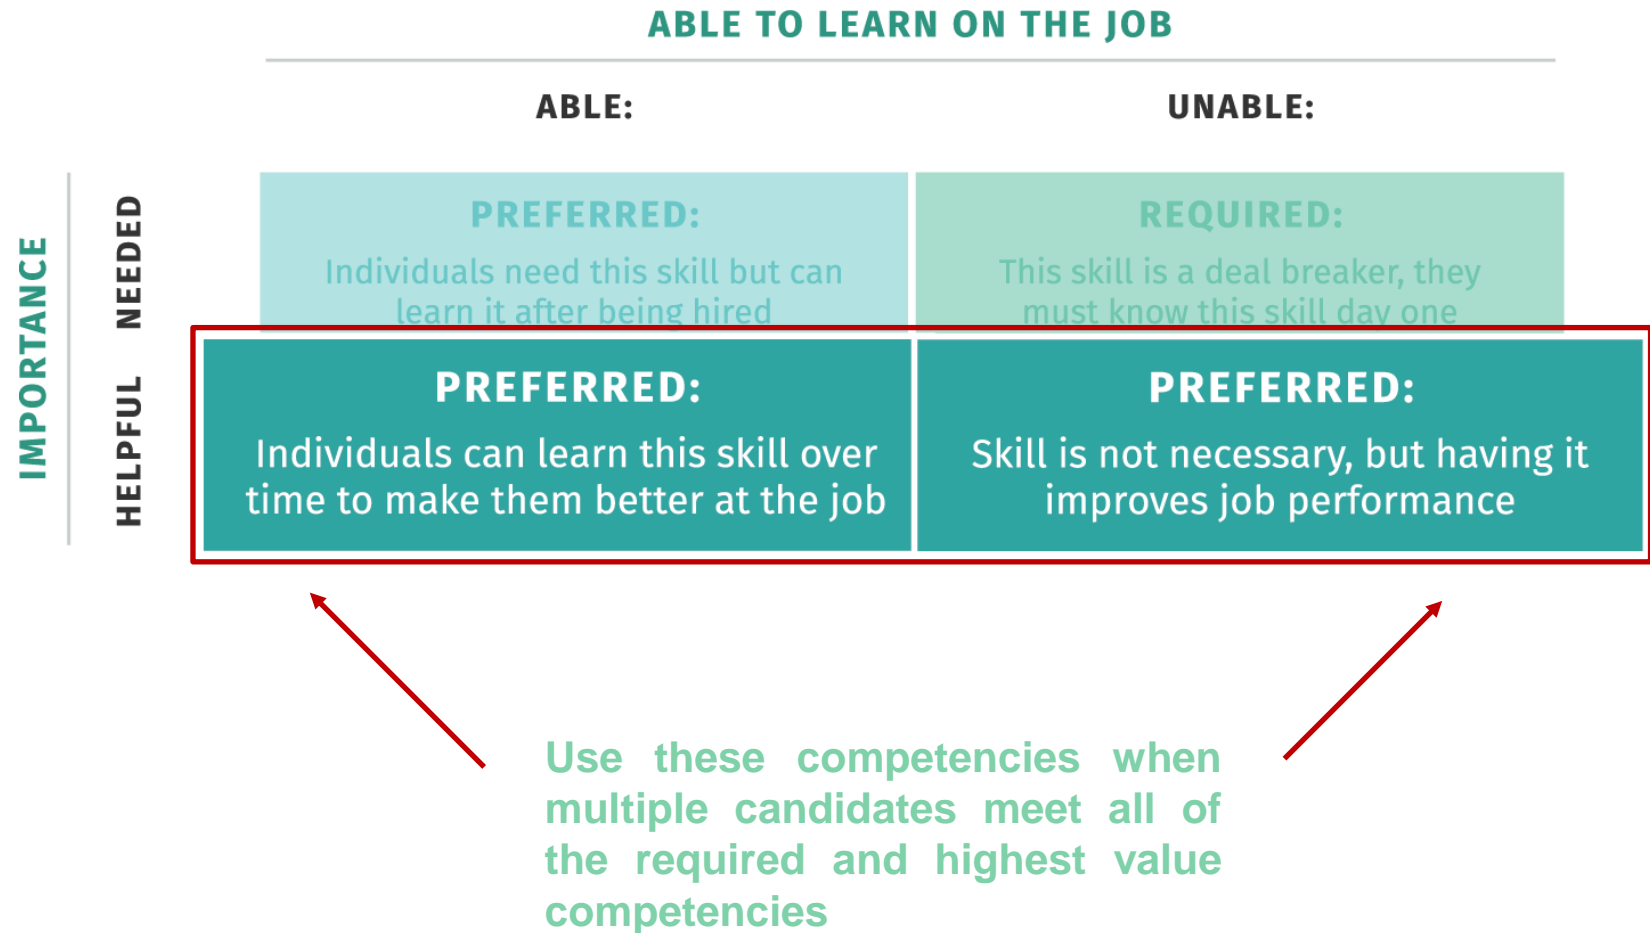 ABLE TO LEARN ON THE JOB
ABLE:
UNABLE:
IMPORTANCE
NEEDED
HELPFUL
PREFERRED:
Individuals need this skill but can
learn it after being hired
REQUIRED:
This skill is a deal breaker, they
must know this skill day one
PREFERRED:
Individuals can learn this skill over
time to make them better at the job
PREFERRED:
Skill is not necessary, but having it
improves job performance
Use these competencies when
multiple candidates meet all of
the required and highest value
competencies